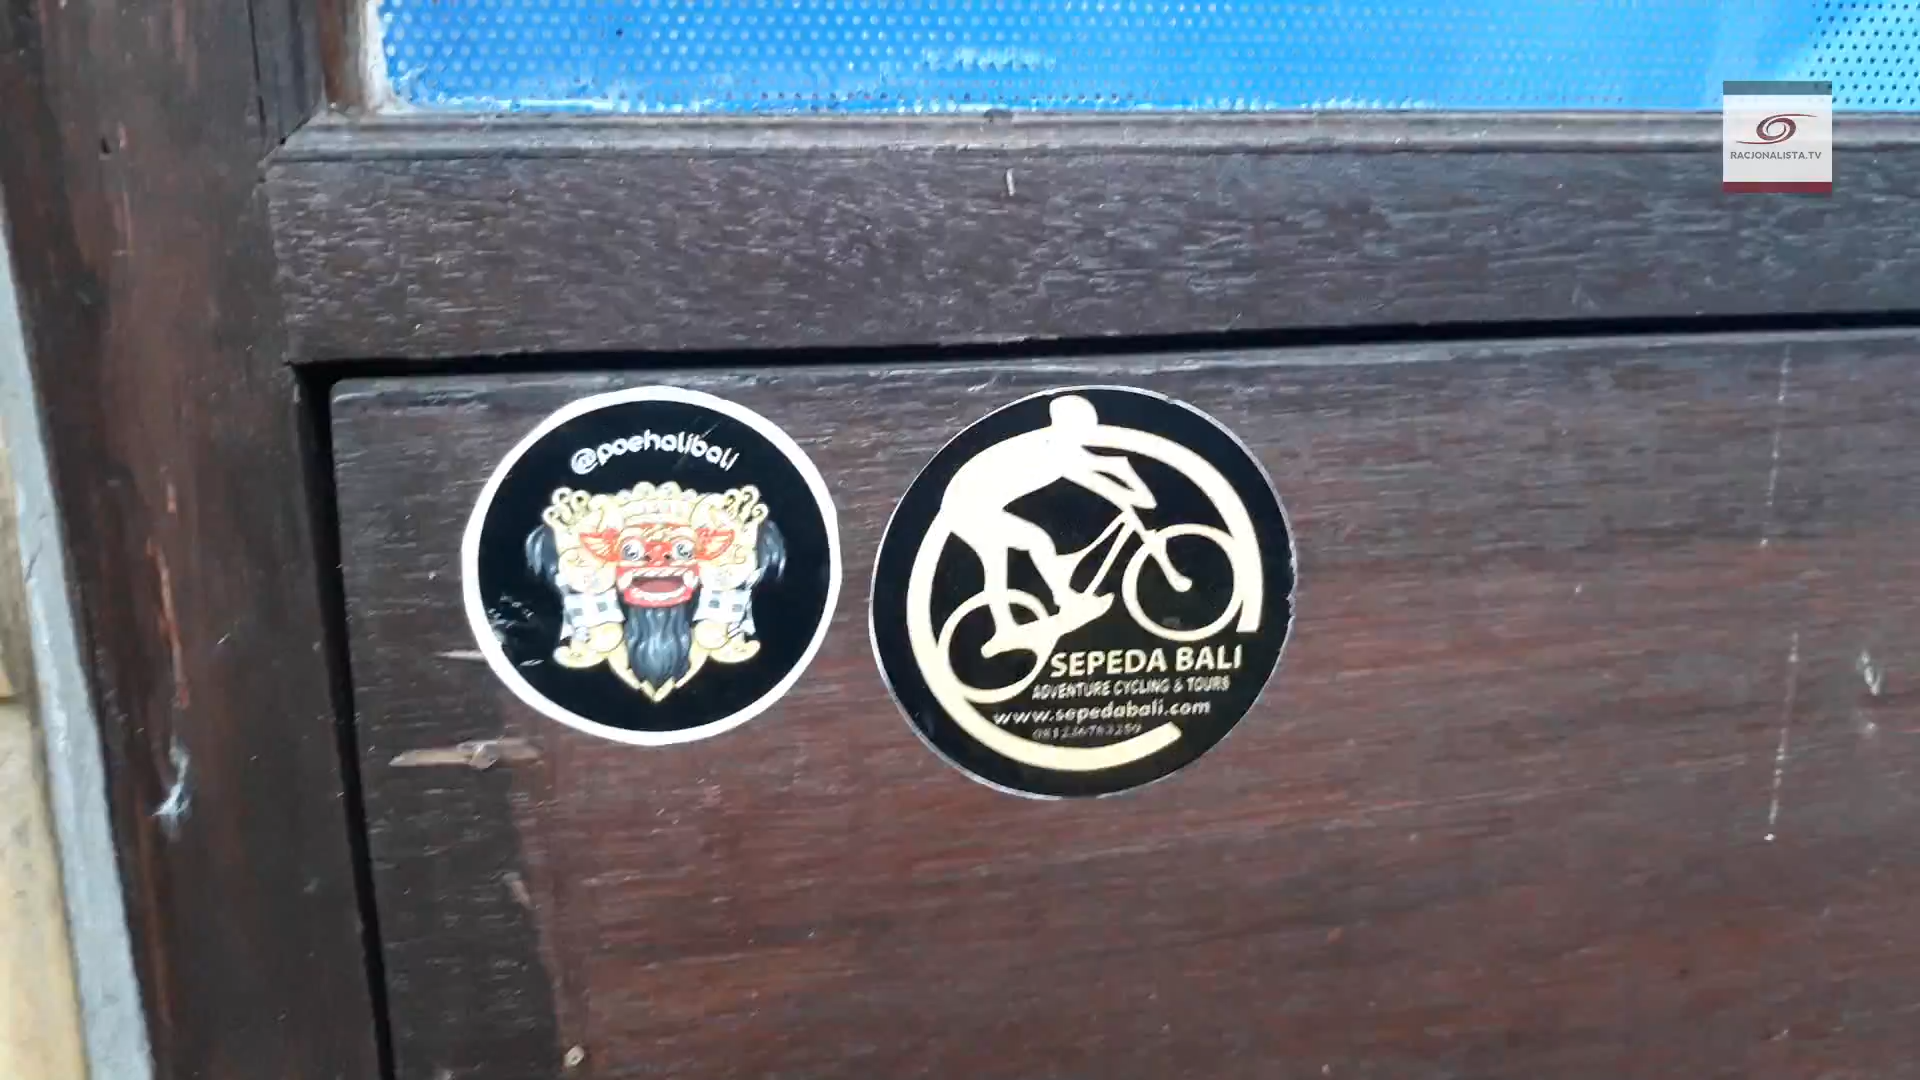 RACJONALISTA.TV
@poehalibali
SEPEDA BALI
ADVENTURE CYCLING & TOURS
www.sepedabali.com